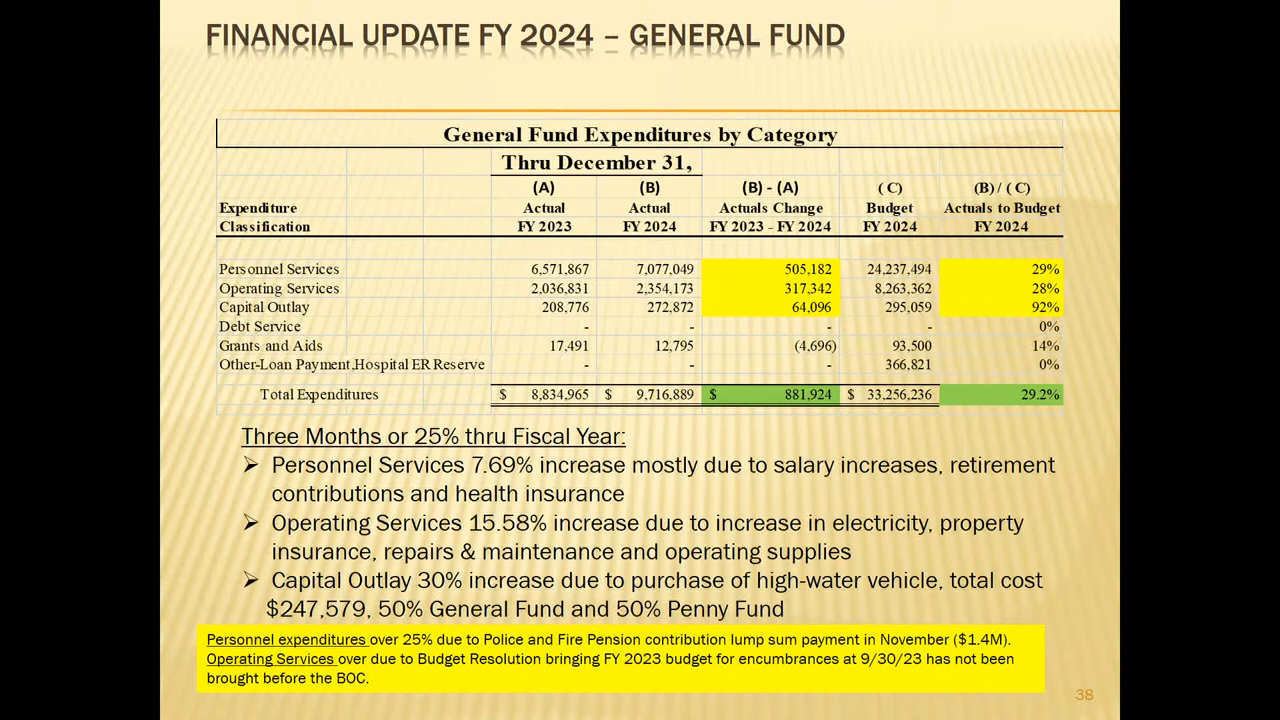 FINANCIAL UPDATE FY 2024 – GENERAL FUND
General Fund Expenditures by Category
Thru December 31,
(A) (B) (B) - (A) ( C) (B) / ( C)
Expenditure Actual Actual Actuals Change Budget Actuals to Budget
Classification FY 2023 FY 2024 FY 2023 - FY 2024 FY 2024 FY 2024
Personnel Services 6,571,867 7,077,049 505,182 24,237,494 29%
Operating Services 2,036,831 2,354,173 317,342 8,263,362 28%
Capital Outlay 208,776 272,872 64,096 295,059 92%
Debt Service - - - - 0%
Grants and Aids 17,491 12,795 (4,696) 93,500 14%
Other-Loan Payment,Hospital ER Reserve - - - 366,821 0%
Total Expenditures $ 8,834,965 $ 9,716,889 $ 881,924 $ 33,256,236 29.2%
Three Months or 25% thru Fiscal Year:
➢ Personnel Services 7.69% increase mostly due to salary increases, retirement
contributions and health insurance
➢ Operating Services 15.58% increase due to increase in electricity, property
insurance, repairs & maintenance and operating supplies
➢ Capital Outlay 30% increase due to purchase of high-water vehicle, total cost
$247,579, 50% General Fund and 50% Penny Fund
Personnel expenditures over 25% due to Police and Fire Pension contribution lump sum payment in November ($1.4M).
Operating Services over due to Budget Resolution bringing FY 2023 budget for encumbrances at 9/30/23 has not been
brought before the BOC.
38